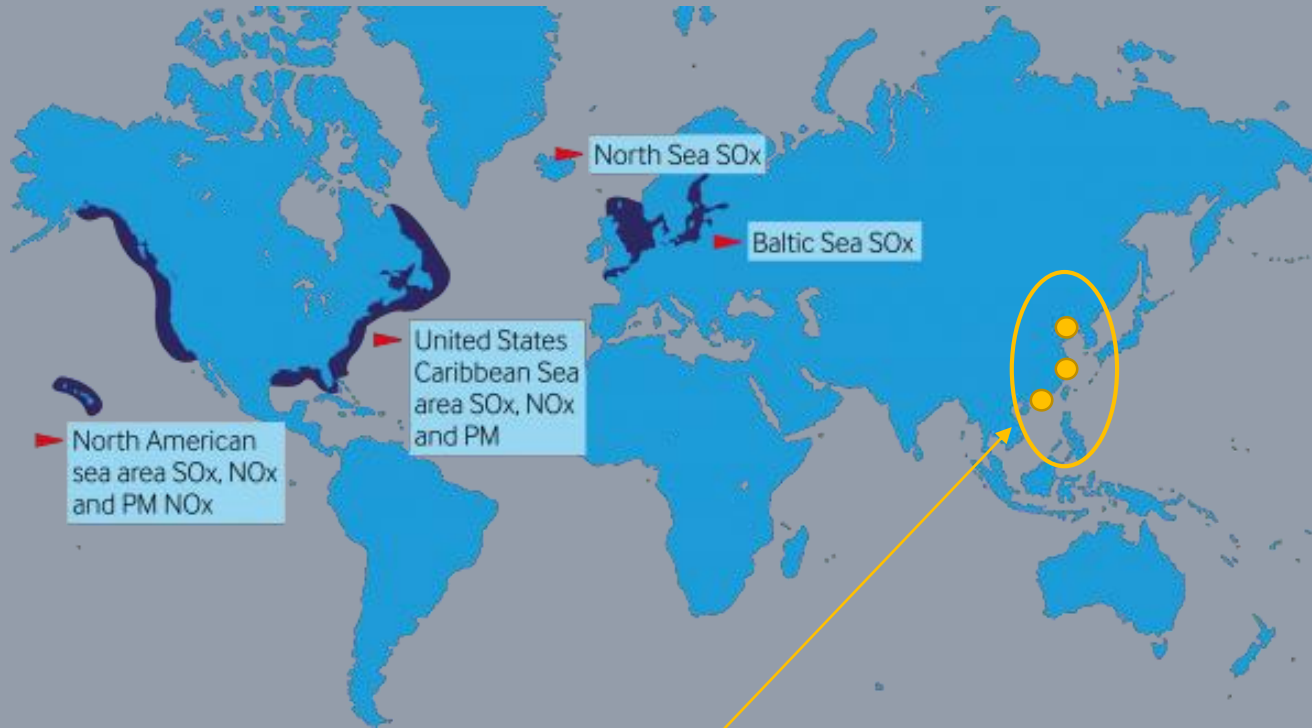 North Sea SOx
Baltic Sea SOx
United States
Caribbean Sea
area SOx, NOx
and PM
North American
sea area SOx, NOx
and PM NOx